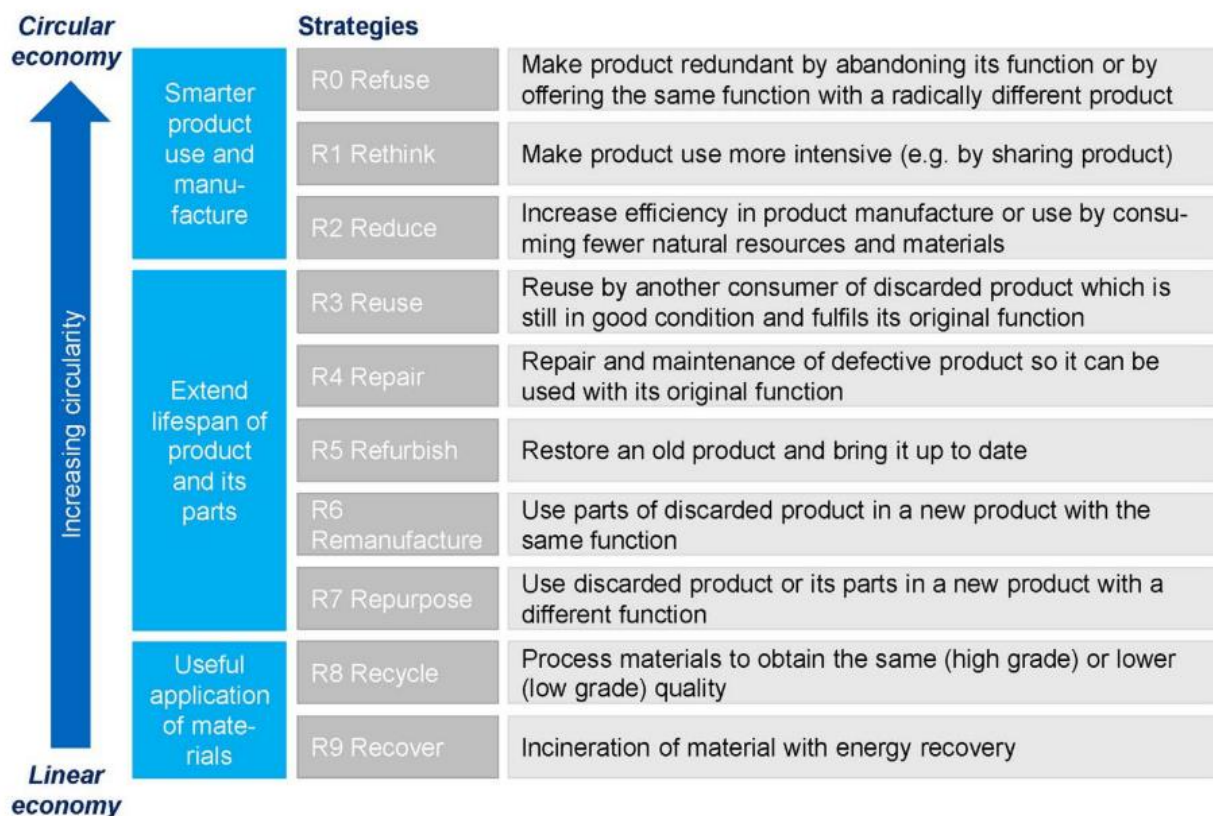 Circular
economy
Strategies
Smarter
product
use and
manu-
facture
R0 Refuse
Make product redundant by abandoning its function or by
offering the same function with a radically different product
R1 Rethink
Make product use more intensive (e.g. by sharing product)
R2 Reduce
Increase efficiency in product manufacture or use by consu-
ming fewer natural resources and materials
Increasing circularity
Extend
lifespan of
product
and its
parts
R3 Reuse
Reuse by another consumer of discarded product which is
still in good condition and fulfils its original function
R4 Repair
Repair and maintenance of defective product so it can be
used with its original function
R5 Refurbish
Restore an old product and bring it up to date
R6
Remanufacture
Use parts of discarded product in a new product with the
same function
R7 Repurpose
Use discarded product or its parts in a new product with a
different function
Useful
application
of mate-
rials
R8 Recycle
Process materials to obtain the same (high grade) or lower
(low grade) quality
R9 Recover
Incineration of material with energy recovery
Linear
economy